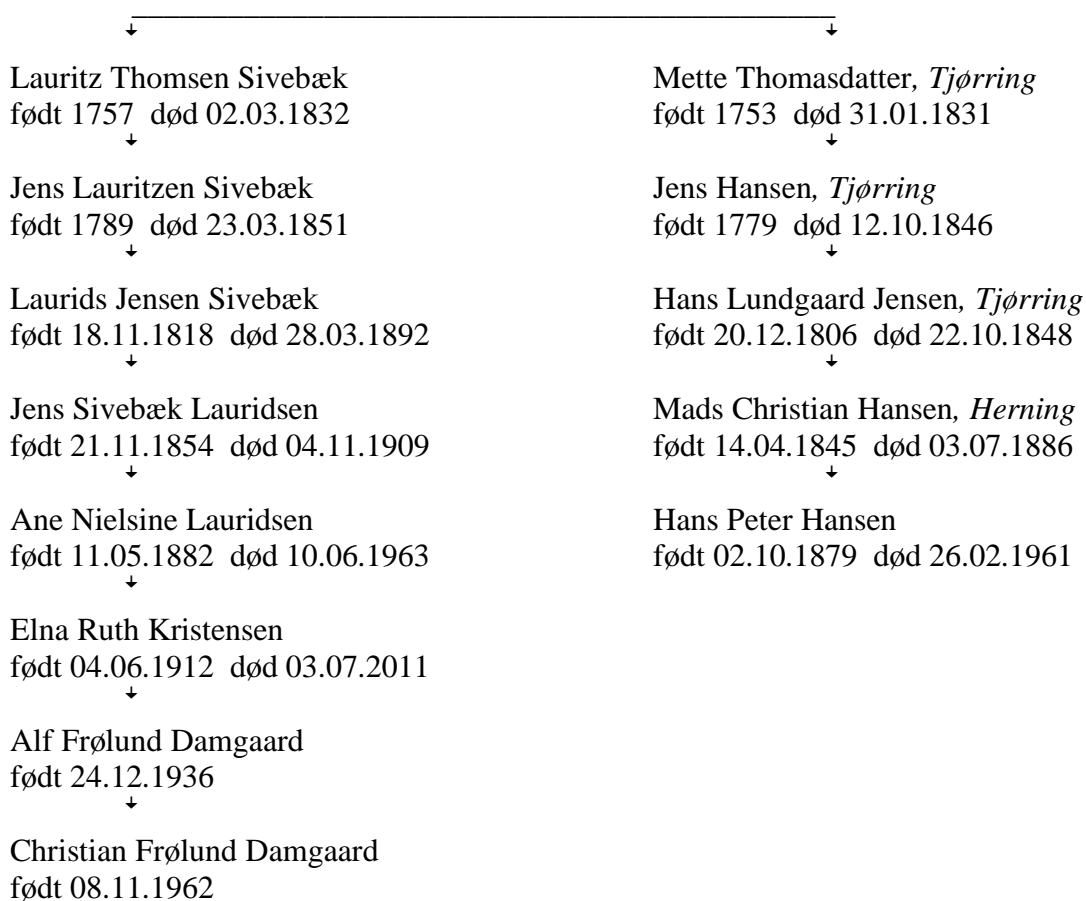 Lauritz Thomsen Sivebæk
født 1757  død 02.03.1832
Mette Thomasdatter, Tjørring
født 1753  død 31.01.1831
Jens Lauritzen Sivebæk
født 1789  død 23.03.1851
Jens Hansen, Tjørring
født 1779  død 12.10.1846
Laurids Jensen Sivebæk
født 18.11.1818  død 28.03.1892
Hans Lundgaard Jensen, Tjørring
født 20.12.1806  død 22.10.1848
Jens Sivebæk Lauridsen
født 21.11.1854  død 04.11.1909
Mads Christian Hansen, Herning
født 14.04.1845  død 03.07.1886
Ane Nielsine Lauridsen
født 11.05.1882  død 10.06.1963
Hans Peter Hansen
født 02.10.1879  død 26.02.1961
Elna Ruth Kristensen
født 04.06.1912  død 03.07.2011
Alf Frølund Damgaard
født 24.12.1936
Christian Frølund Damgaard
født 08.11.1962